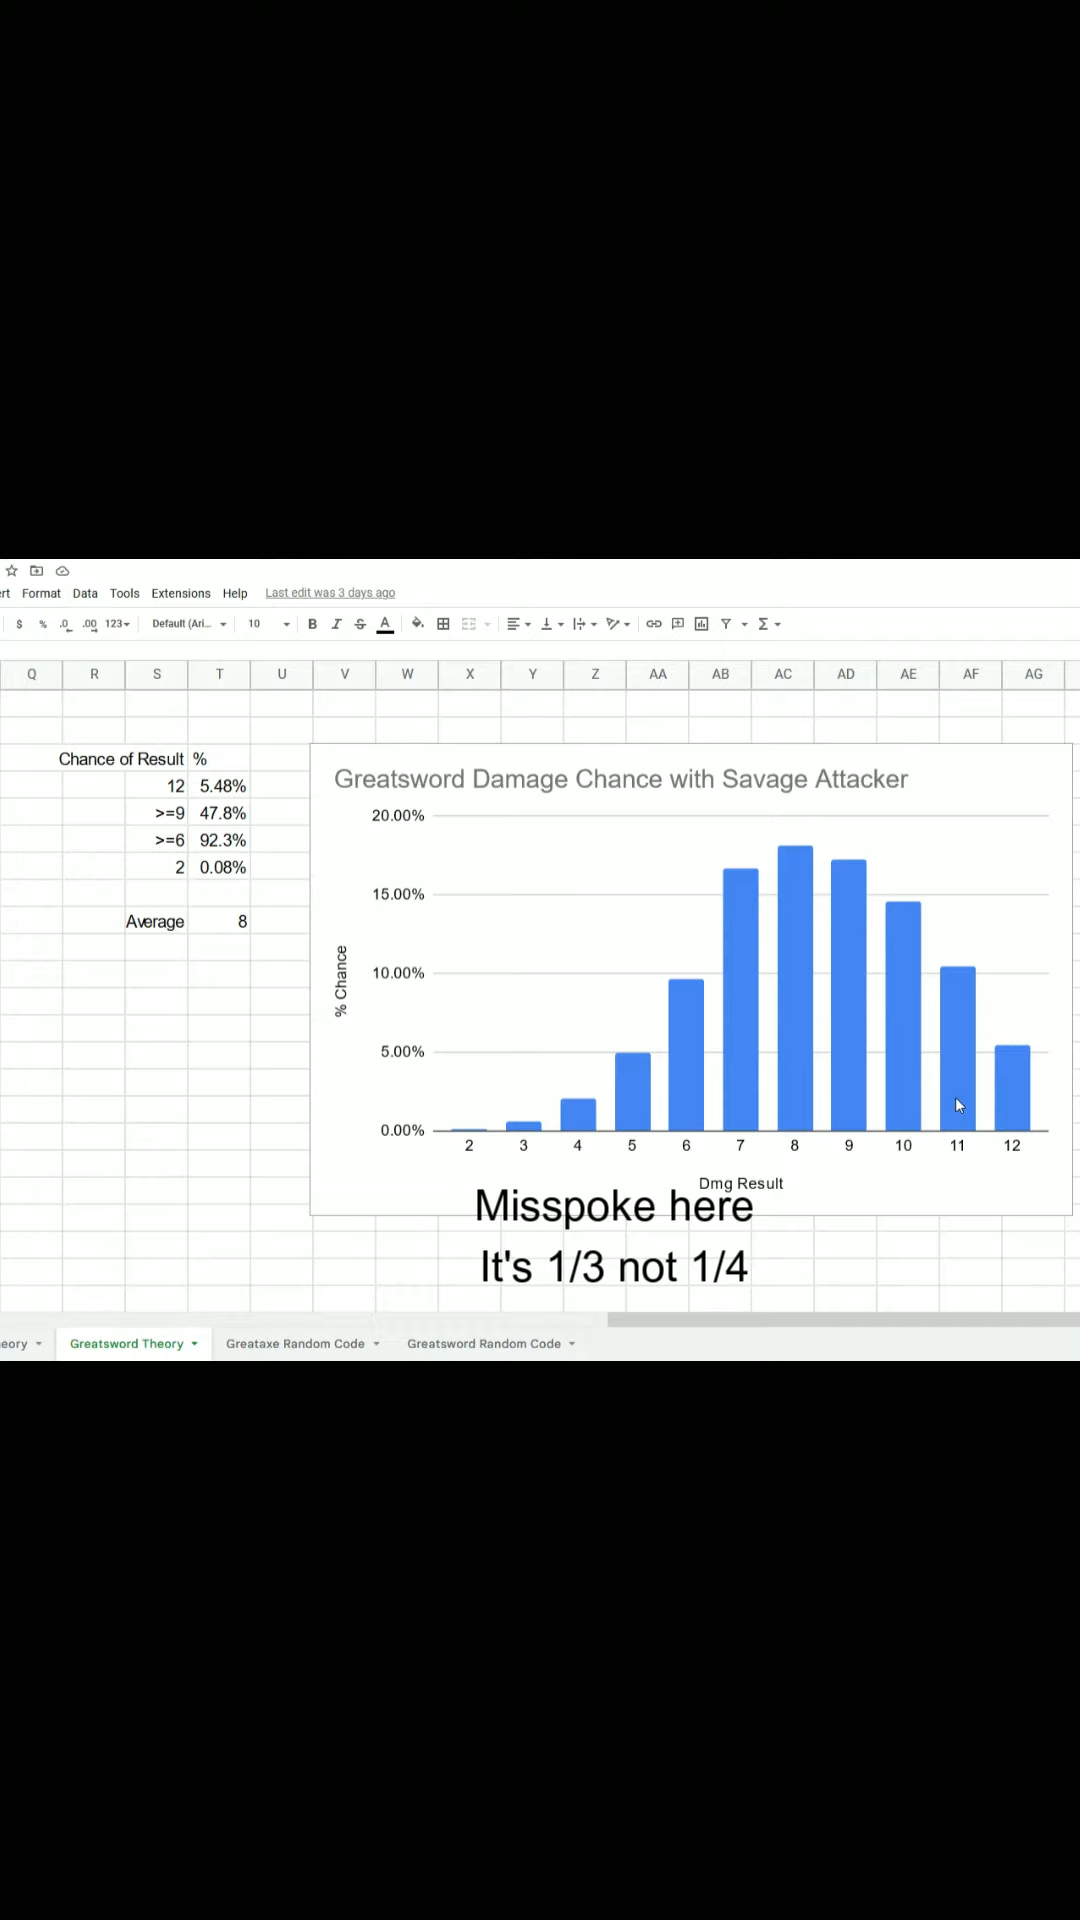 rt Format Data Tools Extensions Help Last edit was 3 days ago
$ % .0 .00 123 Default (Ari... 10 B I S A
Q R S T U V W X Y Z AA AB AC AD AE AF AG
Chance of Result %
12 5.48%
>=9 47.8%
>=6 92.3%
2 0.08%
Average 8
Greatsword Damage Chance with Savage Attacker
20.00%
15.00%
10.00%
5.00%
0.00%
% Chance
2 3 4 5 6 7 8 9 10 11 12
Dmg Result
Misspoke here
It's 1/3 not 1/4
eory Greatsword Theory Greataxe Random Code Greatsword Random Code